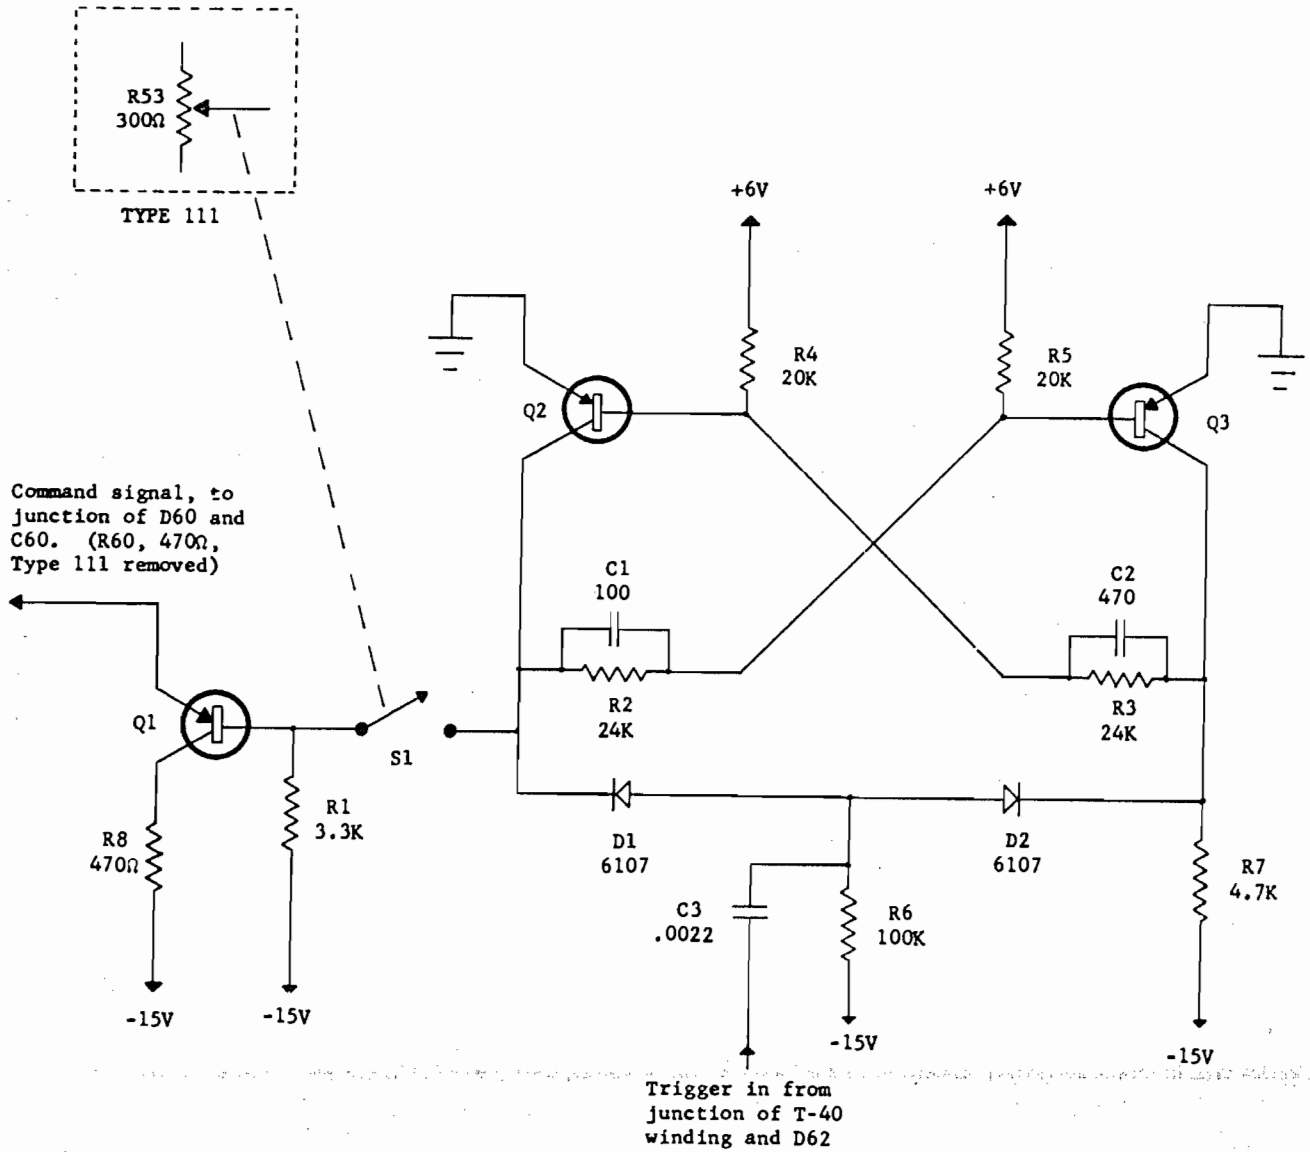 R53
300Ω
TYPE 111
+6V
+6V
R4
20K
R5
20K
Q2
Q3
Command signal, to
junction of D60 and
C60. (R60, 470Ω,
Type 111 removed)
C1
100
C2
470
R2
24K
R3
24K
Q1
S1
R1
3.3K
R8
470Ω
D1
6107
D2
6107
R7
4.7K
C3
.0022
R6
100K
-15V
-15V
-15V
-15V
Trigger in from
junction of T-40
winding and D62